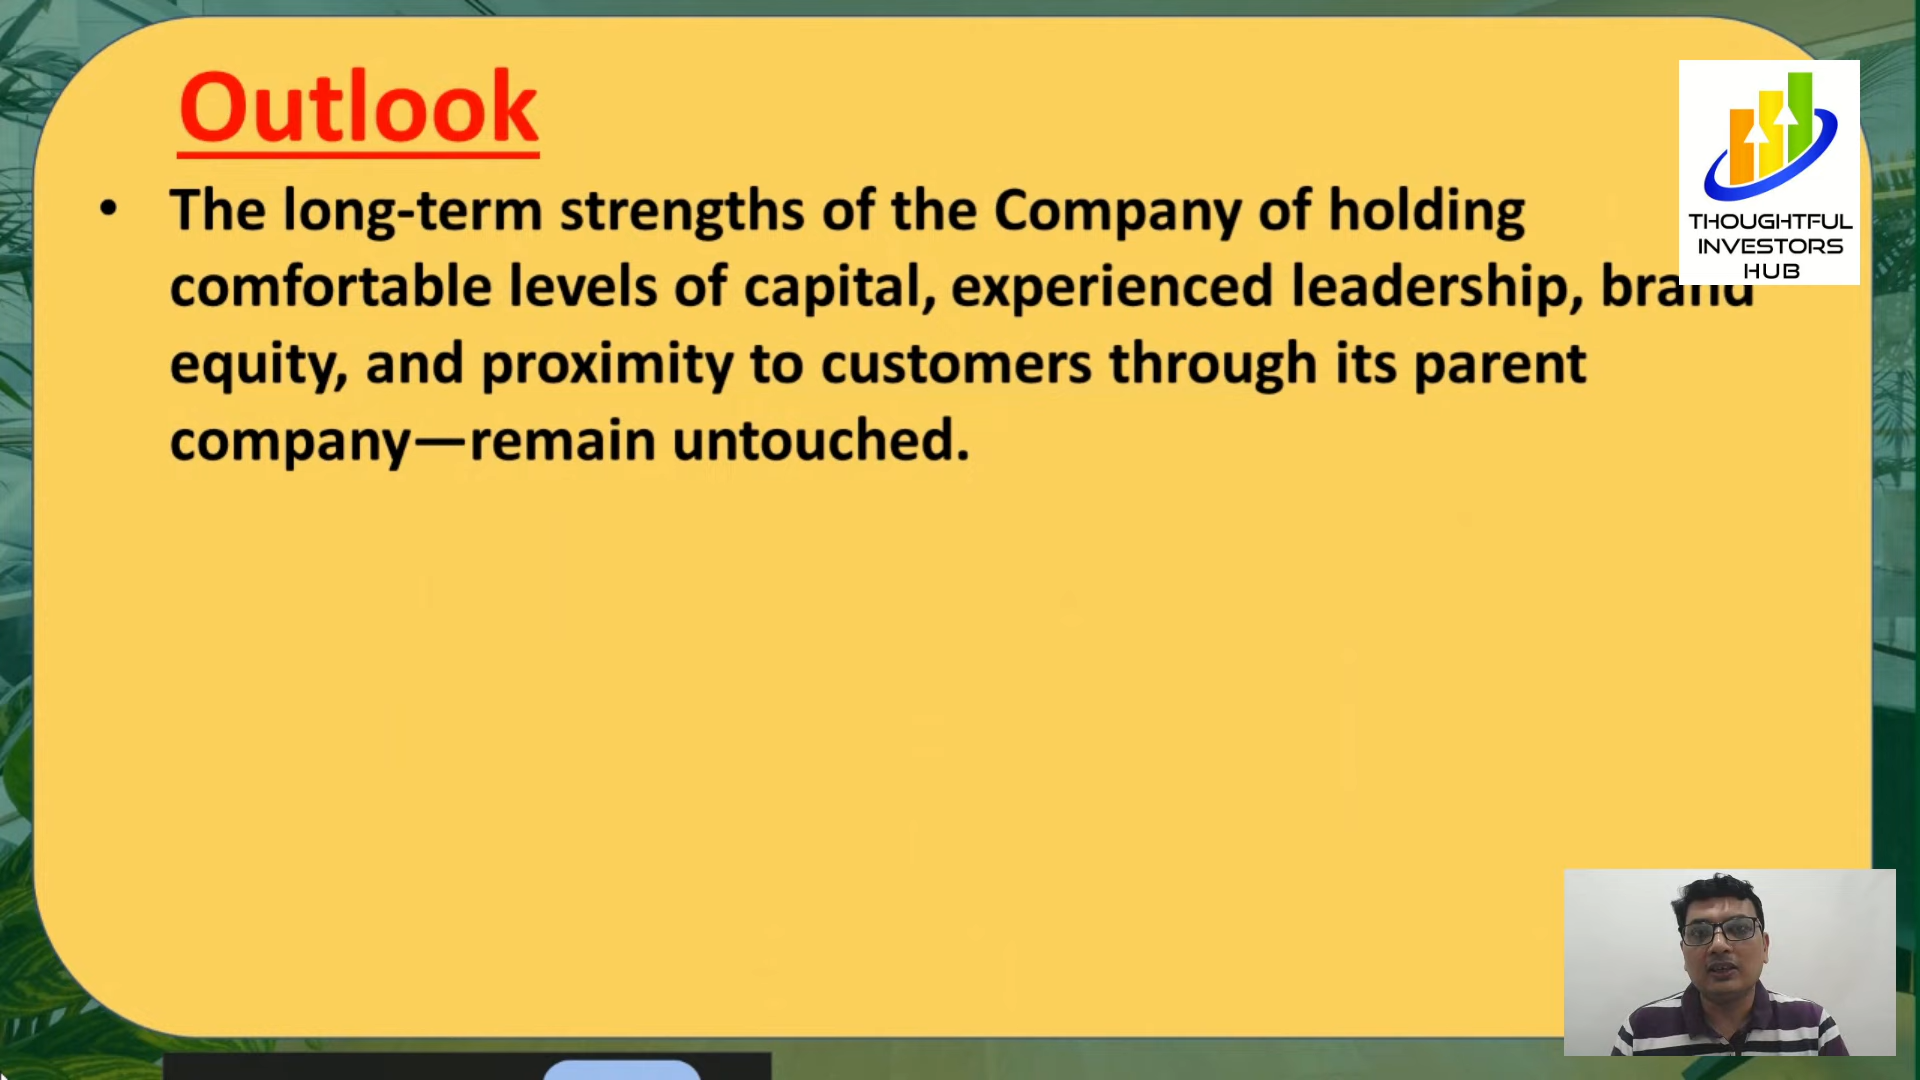 Outlook
• The long-term strengths of the Company of holding
comfortable levels of capital, experienced leadership, brand
equity, and proximity to customers through its parent
company—remain untouched.
THOUGHTFUL
INVESTORS
HUB